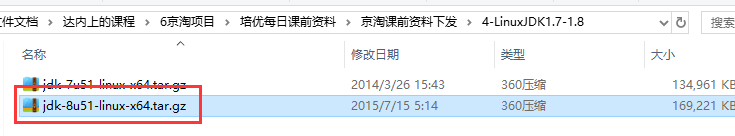 文件文档 › 达内上的课程 › 6京淘项目 › 培优每日课前资料 › 京淘课前资料下发 › 4-LinuxJDK1.7-1.8 搜索
名称 修改日期 类型 大小
jdk-7u51-linux-x64.tar.gz 2014/3/26 15:43 360压缩 134,961 KB
jdk-8u51-linux-x64.tar.gz 2015/7/15 5:14 360压缩 169,221 KB